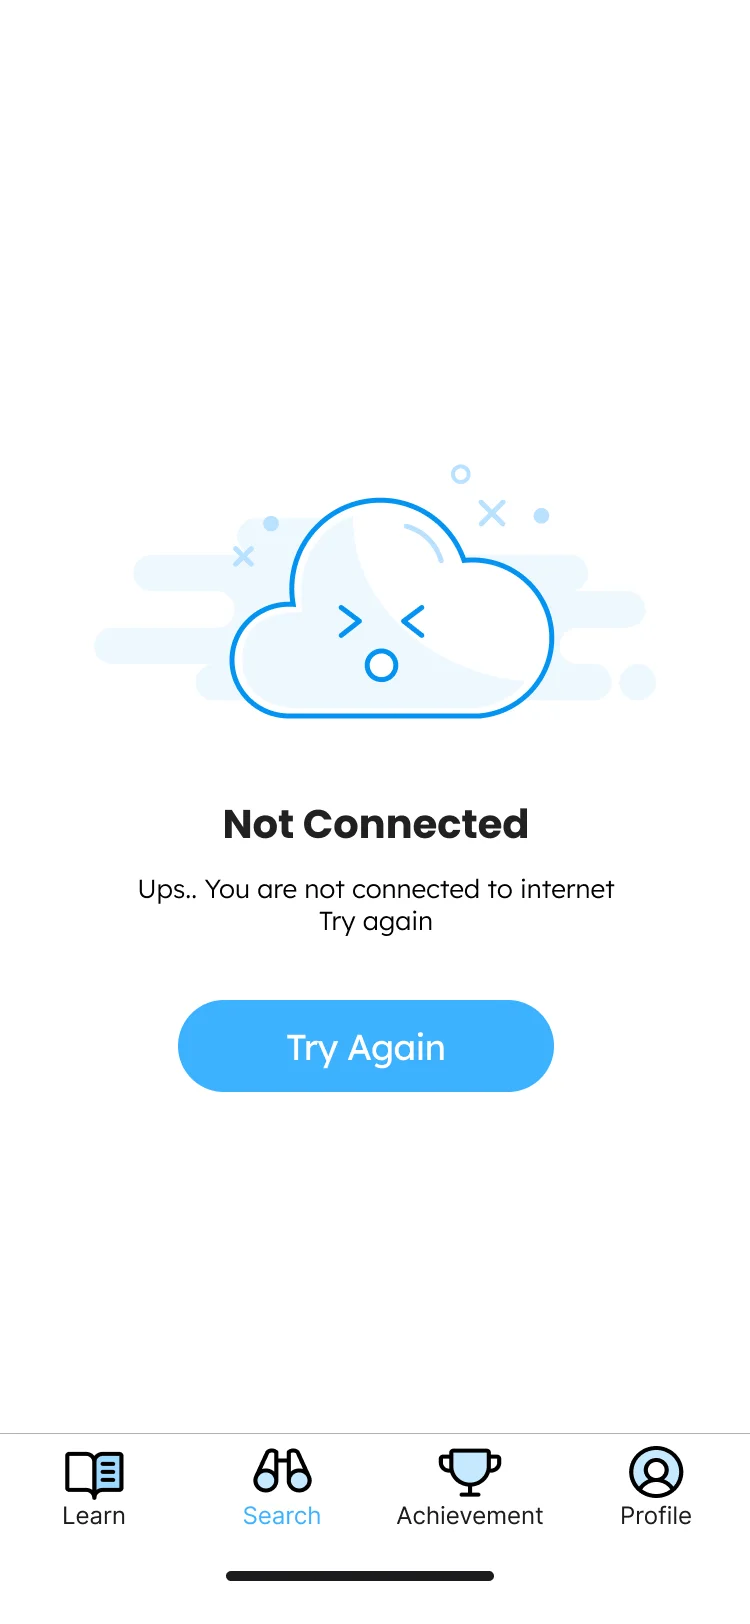 Not Connected
Ups.. You are not connected to internet
Try again
Try Again
Learn
Search
Achievement
Profile